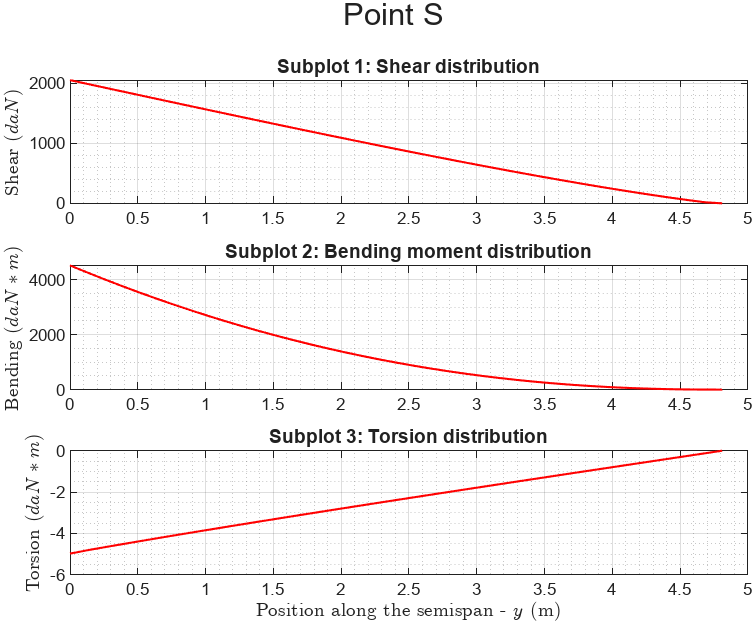 Point S
Subplot 1: Shear distribution
Shear (daN)
2000
1000
0
0 0.5 1 1.5 2 2.5 3 3.5 4 4.5 5
Subplot 2: Bending moment distribution
Bending (daN * m)
4000
2000
0
0 0.5 1 1.5 2 2.5 3 3.5 4 4.5 5
Subplot 3: Torsion distribution
Torsion (daN * m)
0
-2
-4
-6
0 0.5 1 1.5 2 2.5 3 3.5 4 4.5 5
Position along the semispan - y (m)